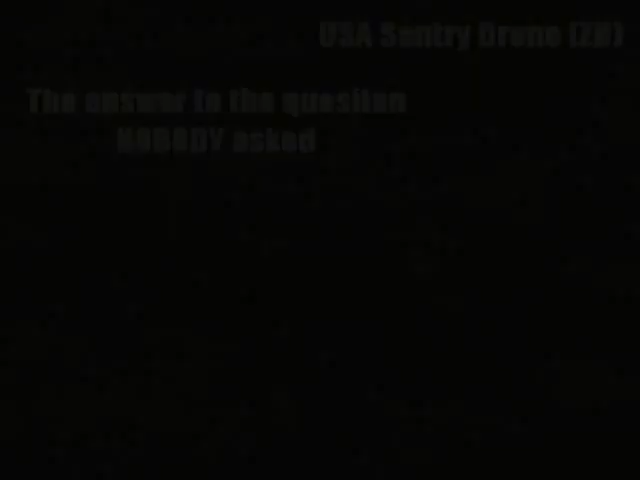 USA Sentry Drone (ZH)
The answer to the question
NOBODY asked